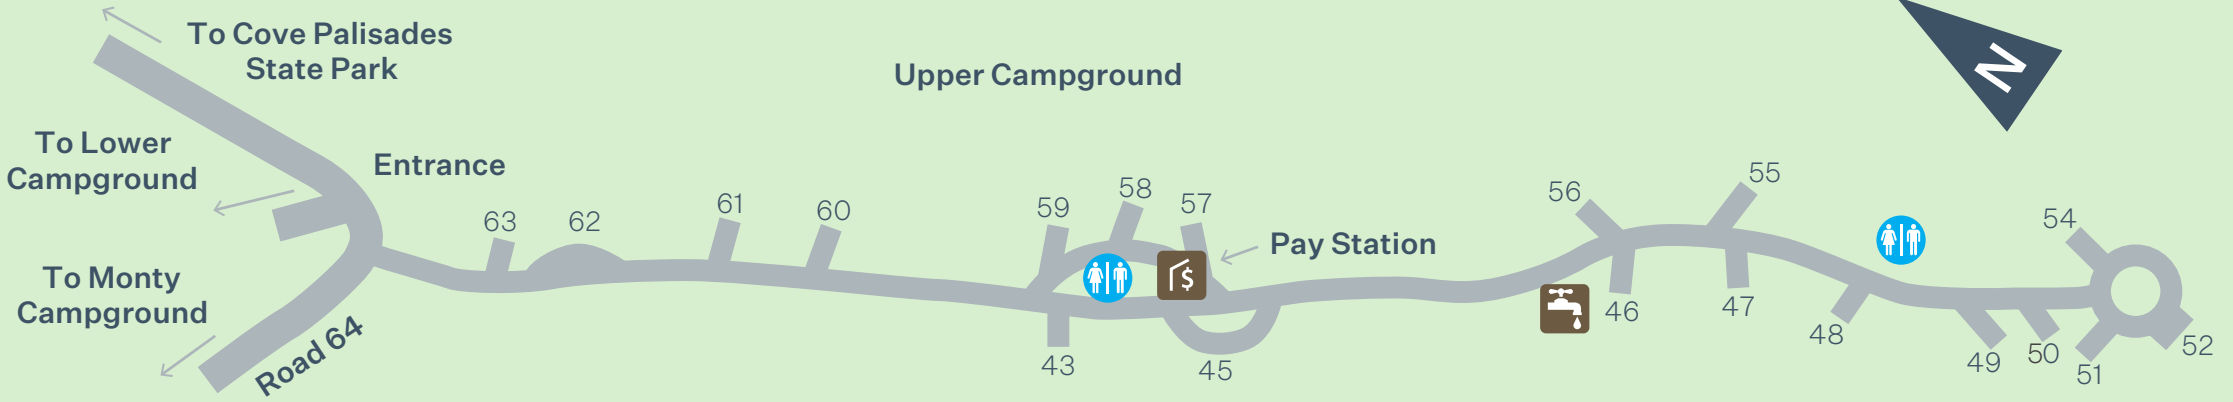 To Cove Palisades
State Park
Upper Campground
N
To Lower
Campground
Entrance
To Monty
Campground
Road 64
63
62
61
60
59
58
57
$
Pay Station
56
55
54
43
45
46
47
48
49
50
51
52